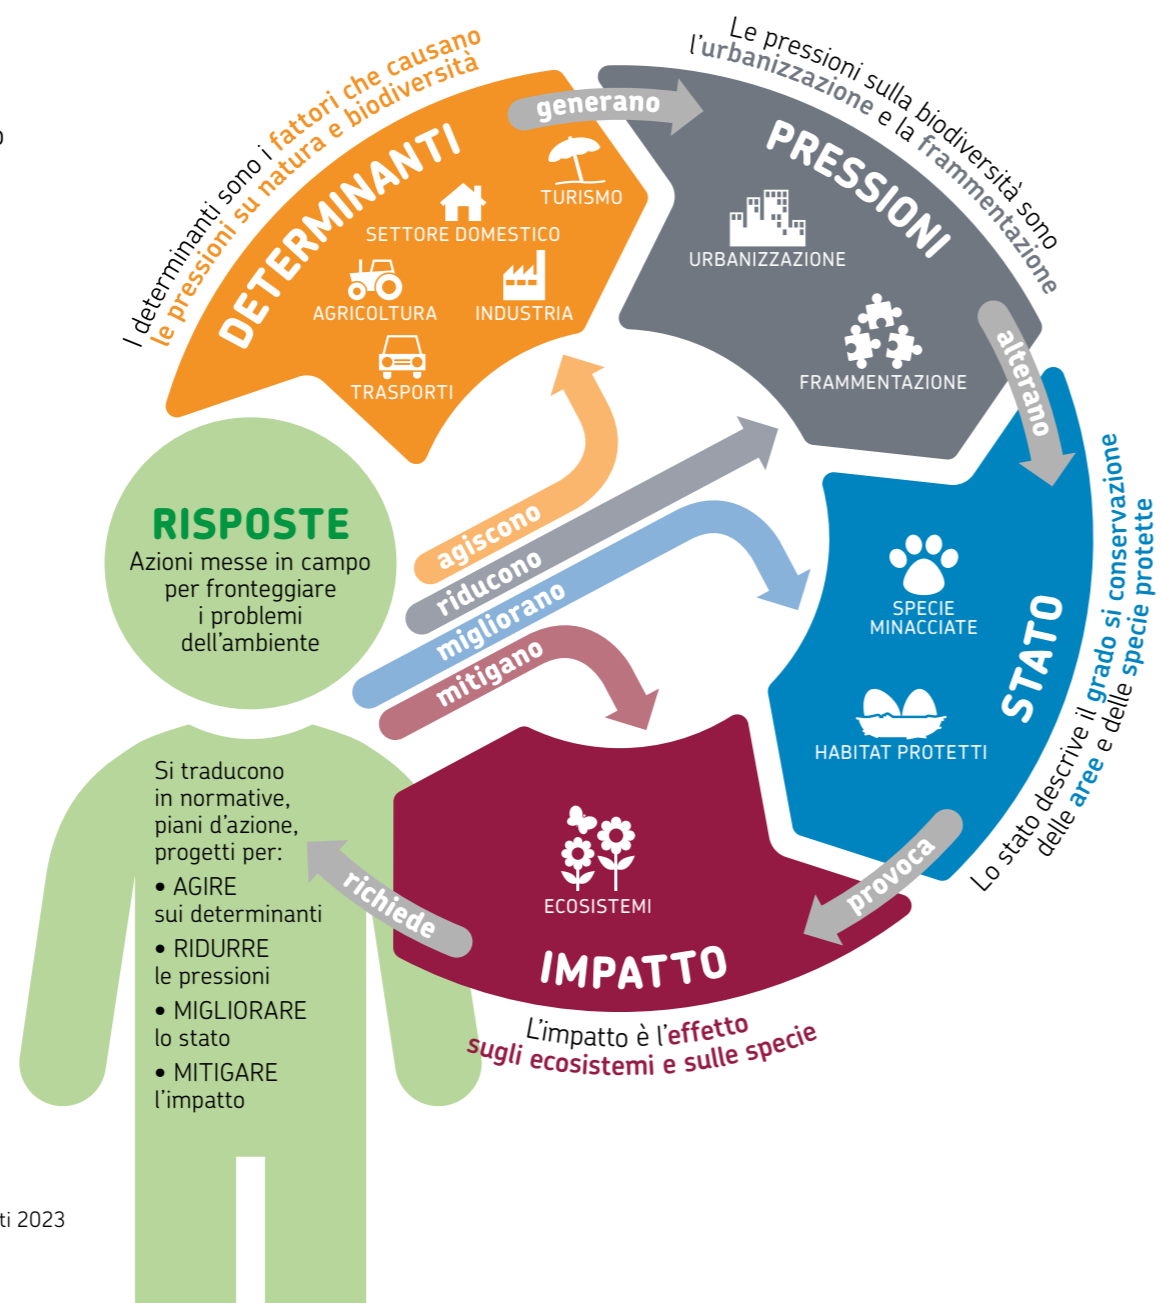 I determinanti sono i fattori che causano
le pressioni su natura e biodiversità
DETERMINANTI
TURISMO
SETTORE DOMESTICO
AGRICOLTURA
INDUSTRIA
TRASPORTI
generano
Le pressioni sulla biodiversità sono
l'urbanizzazione e la frammentazione
PRESSIONI
URBANIZZAZIONE
FRAMMENTAZIONE
alterano
STATO
SPECIE
MINACCIATE
HABITAT PROTETTI
Lo stato descrive il grado si conservazione
delle aree e delle specie protette
provoca
ECOSISTEMI
IMPATTO
L'impatto è l'effetto
sugli ecosistemi e sulle specie
richiede
RISPOSTE
Azioni messe in campo
per fronteggiare
i problemi
dell'ambiente
agiscono
riducono
migliorano
mitigano
Si traducono
in normative,
piani d'azione,
progetti per:
• AGIRE
sui determinanti
• RIDURRE
le pressioni
• MIGLIORARE
lo stato
• MITIGARE
l'impatto
ti 2023